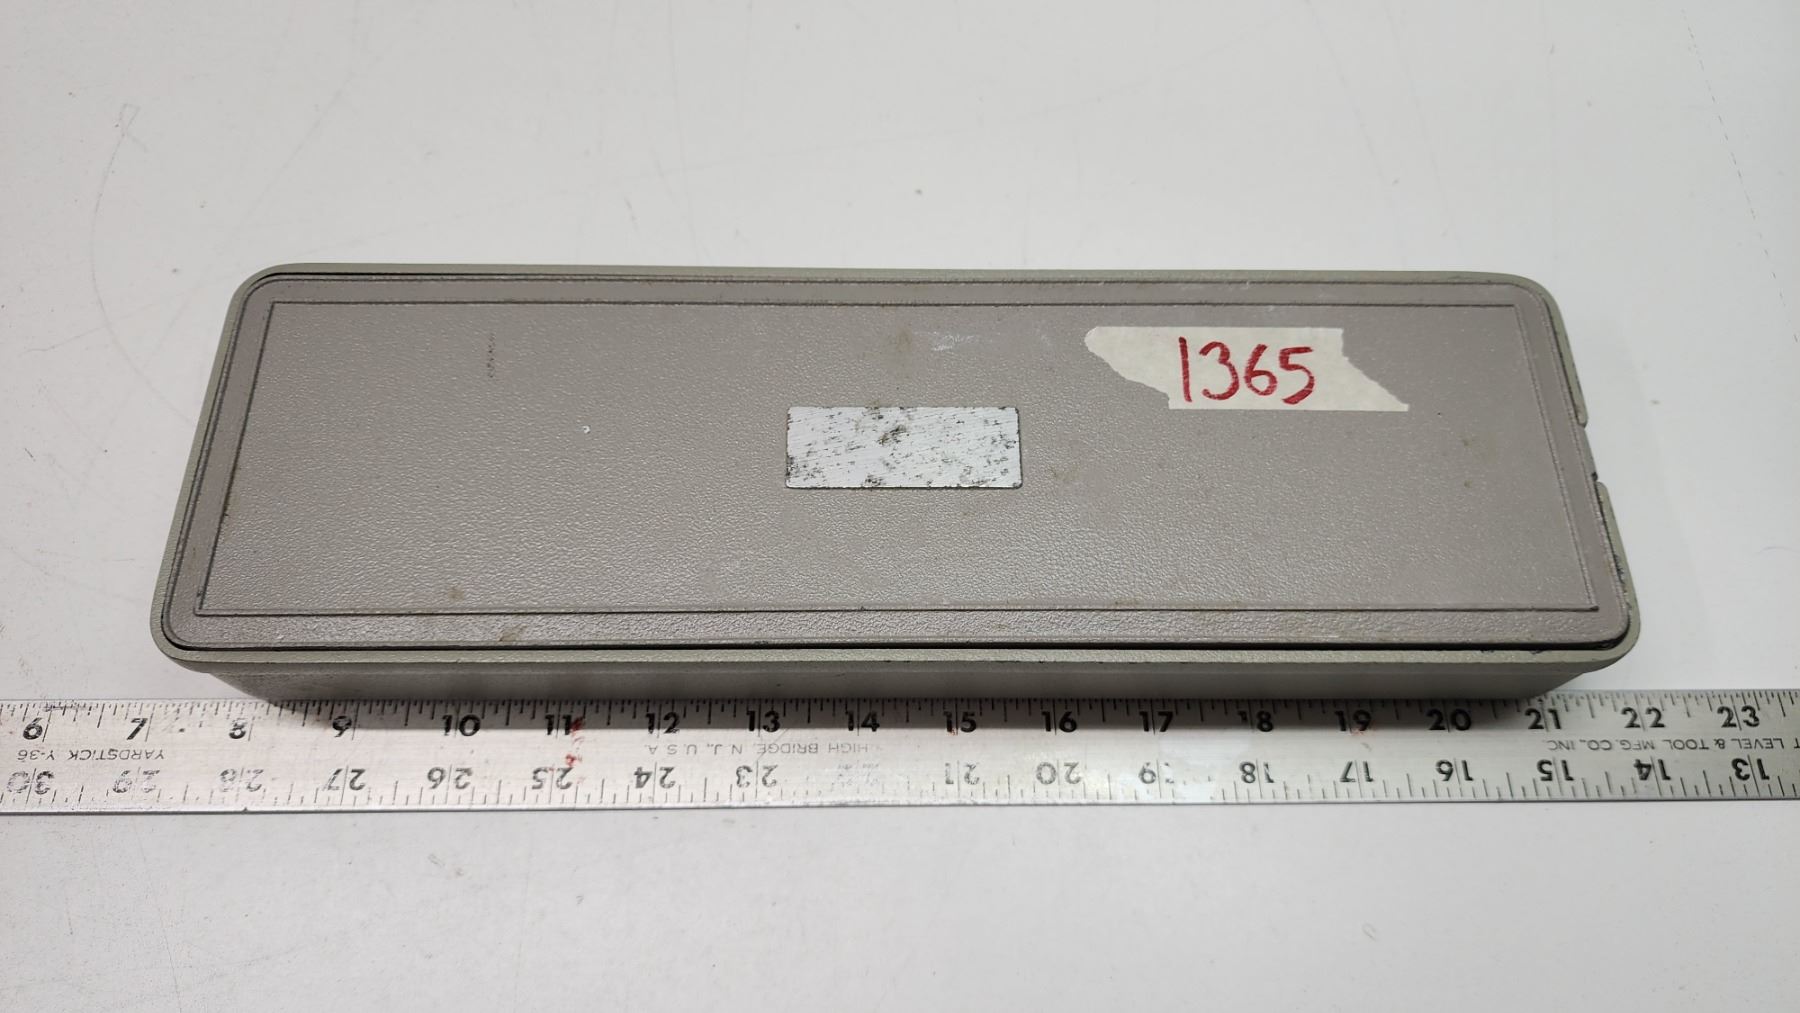 1365
6 7 8 9 10 11 12 13 14 15 16 17 18 19 20 21 22 23
YARDSTICK Y-36 HIGH BRIDGE, N.J., U.S.A. T LEVEL & TOOL MFG. CO., INC.
30 29 28 27 26 25 24 23 21 20 19 18 17 16 15 14 13